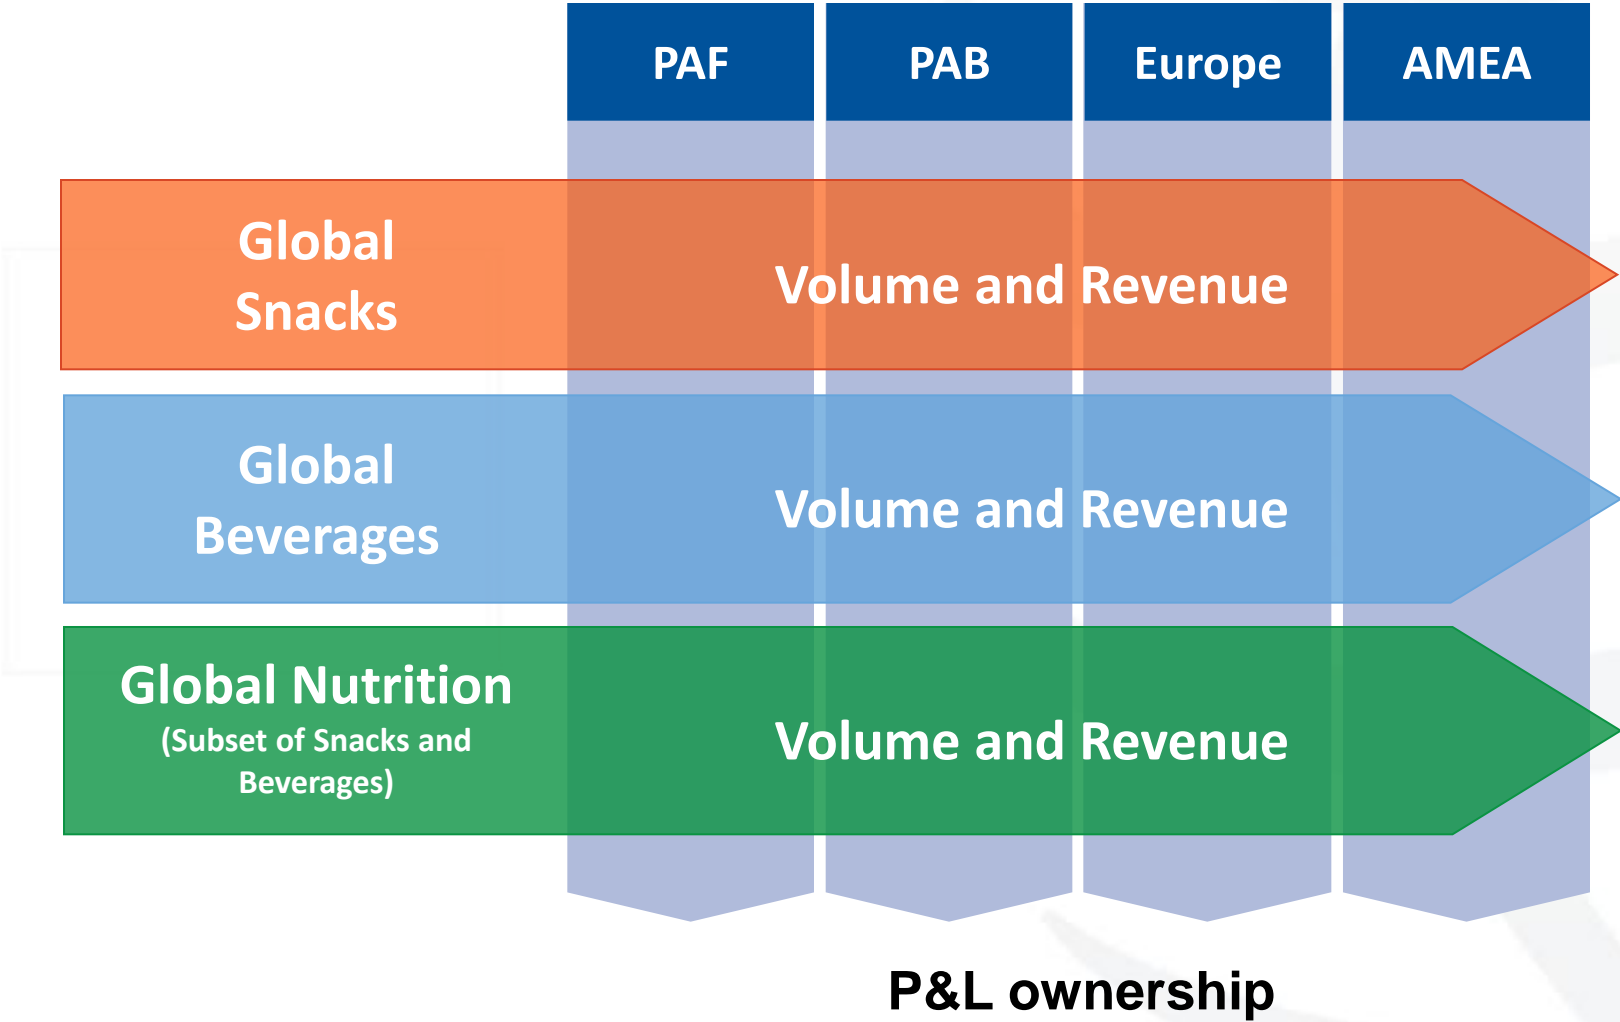 PAF
PAB
Europe
AMEA
Global
Snacks
Volume and Revenue
Global
Beverages
Volume and Revenue
Global Nutrition
(Subset of Snacks and
Beverages)
Volume and Revenue
P&L ownership